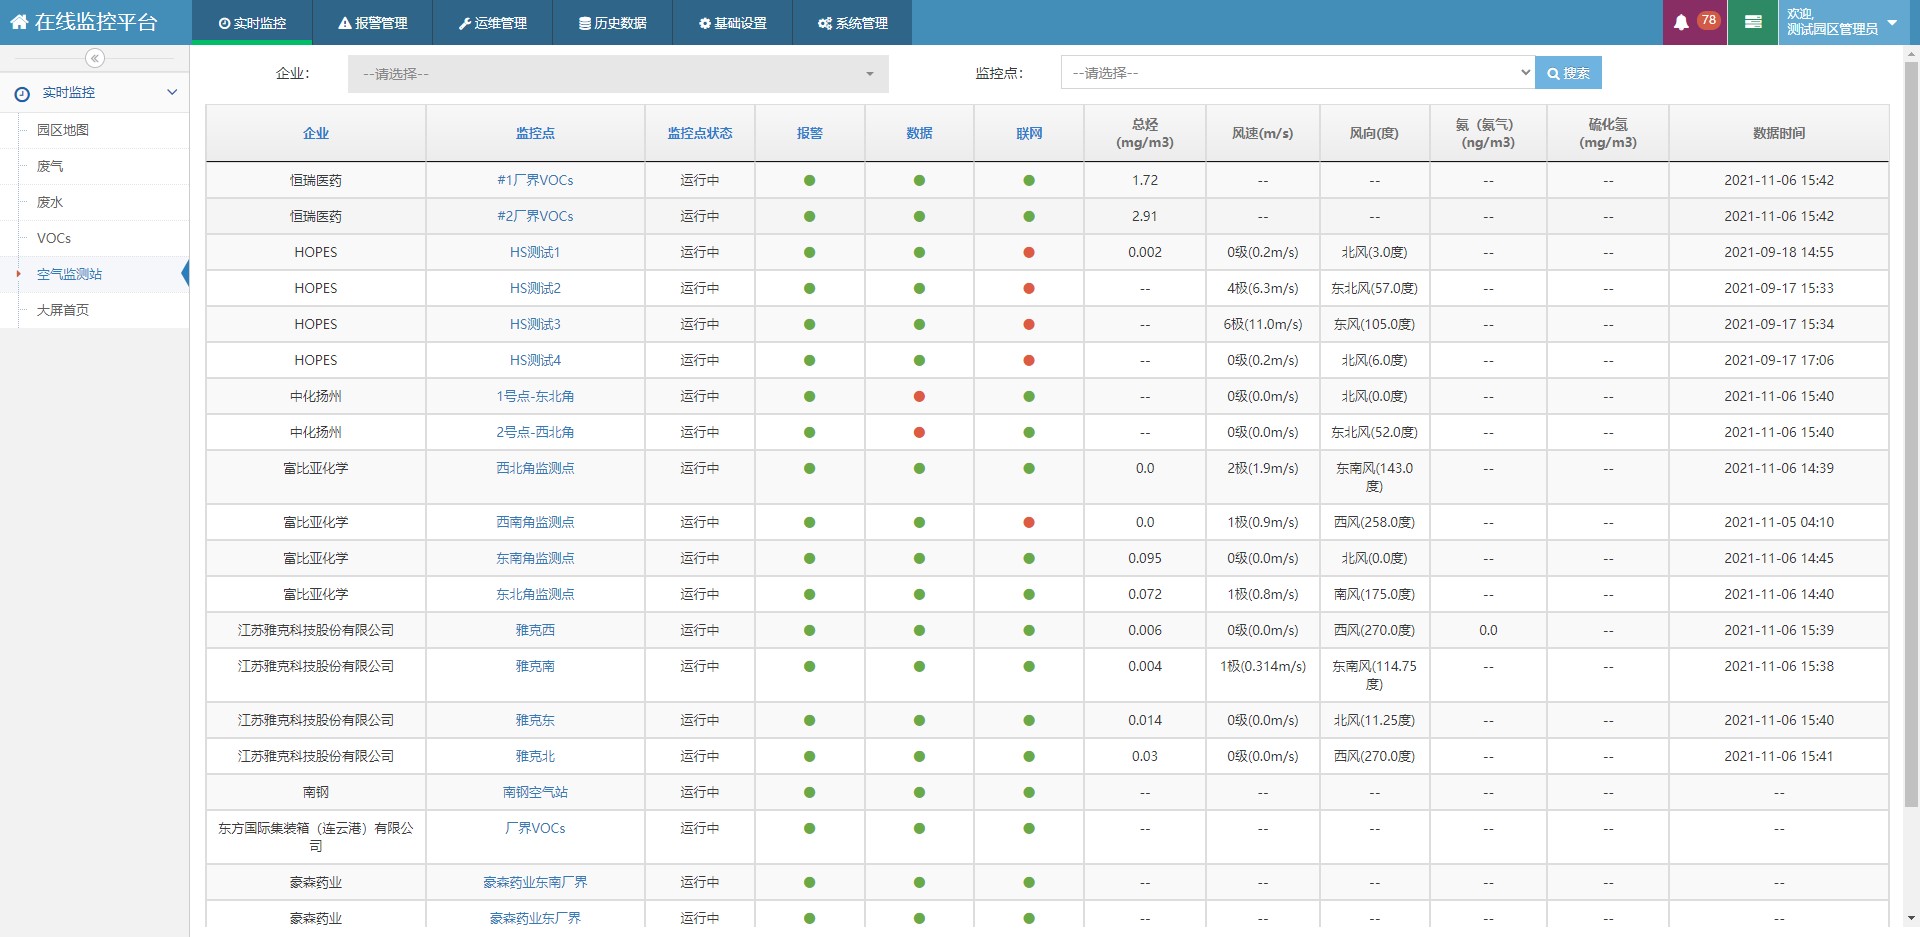 在线监控平台
实时监控
报警管理
运维管理
历史数据
基础设置
系统管理
78
欢迎,
测试园区管理员
实时监控
园区地图
废气
废水
VOCs
空气监测站
大屏首页
企业：
--请选择--
监控点：
--请选择--
搜索
企业 监控点 监控点状态 报警 数据 联网 总烃 (mg/m3) 风速(m/s) 风向(度) 氨（氨气） (ng/m3) 硫化氢 (mg/m3) 数据时间
恒瑞医药 #1厂界VOCs 运行中 1.72 -- -- -- -- 2021-11-06 15:42
恒瑞医药 #2厂界VOCs 运行中 2.91 -- -- -- -- 2021-11-06 15:42
HOPES HS测试1 运行中 0.002 0级(0.2m/s) 北风(3.0度) -- -- 2021-09-18 14:55
HOPES HS测试2 运行中 -- 4极(6.3m/s) 东北风(57.0度) -- -- 2021-09-17 15:33
HOPES HS测试3 运行中 -- 6极(11.0m/s) 东风(105.0度) -- -- 2021-09-17 15:34
HOPES HS测试4 运行中 -- 0级(0.2m/s) 北风(6.0度) -- -- 2021-09-17 17:06
中化扬州 1号点-东北角 运行中 -- 0级(0.0m/s) 北风(0.0度) -- -- 2021-11-06 15:40
中化扬州 2号点-西北角 运行中 -- 0级(0.0m/s) 东北风(52.0度) -- -- 2021-11-06 15:40
富比亚化学 西北角监测点 运行中 0.0 2极(1.9m/s) 东南风(143.0度) -- -- 2021-11-06 14:39
富比亚化学 西南角监测点 运行中 0.0 1极(0.9m/s) 西风(258.0度) -- -- 2021-11-05 04:10
富比亚化学 东南角监测点 运行中 0.095 0级(0.0m/s) 北风(0.0度) -- -- 2021-11-06 14:45
富比亚化学 东北角监测点 运行中 0.072 1极(0.8m/s) 南风(175.0度) -- -- 2021-11-06 14:40
江苏雅克科技股份有限公司 雅克西 运行中 0.006 0级(0.0m/s) 西风(270.0度) 0.0 -- 2021-11-06 15:39
江苏雅克科技股份有限公司 雅克南 运行中 0.004 1极(0.314m/s) 东南风(114.75度) -- -- 2021-11-06 15:38
江苏雅克科技股份有限公司 雅克东 运行中 0.014 0级(0.0m/s) 北风(11.25度) -- -- 2021-11-06 15:40
江苏雅克科技股份有限公司 雅克北 运行中 0.03 0级(0.0m/s) 西风(270.0度) -- -- 2021-11-06 15:41
南钢 南钢空气站 运行中 -- -- -- -- -- --
东方国际集装箱（连云港）有限公司 厂界VOCs 运行中 -- -- -- -- -- --
豪森药业 豪森药业东南厂界 运行中 -- -- -- -- -- --
豪森药业 豪森药业东厂界 运行中 -- -- -- -- -- --